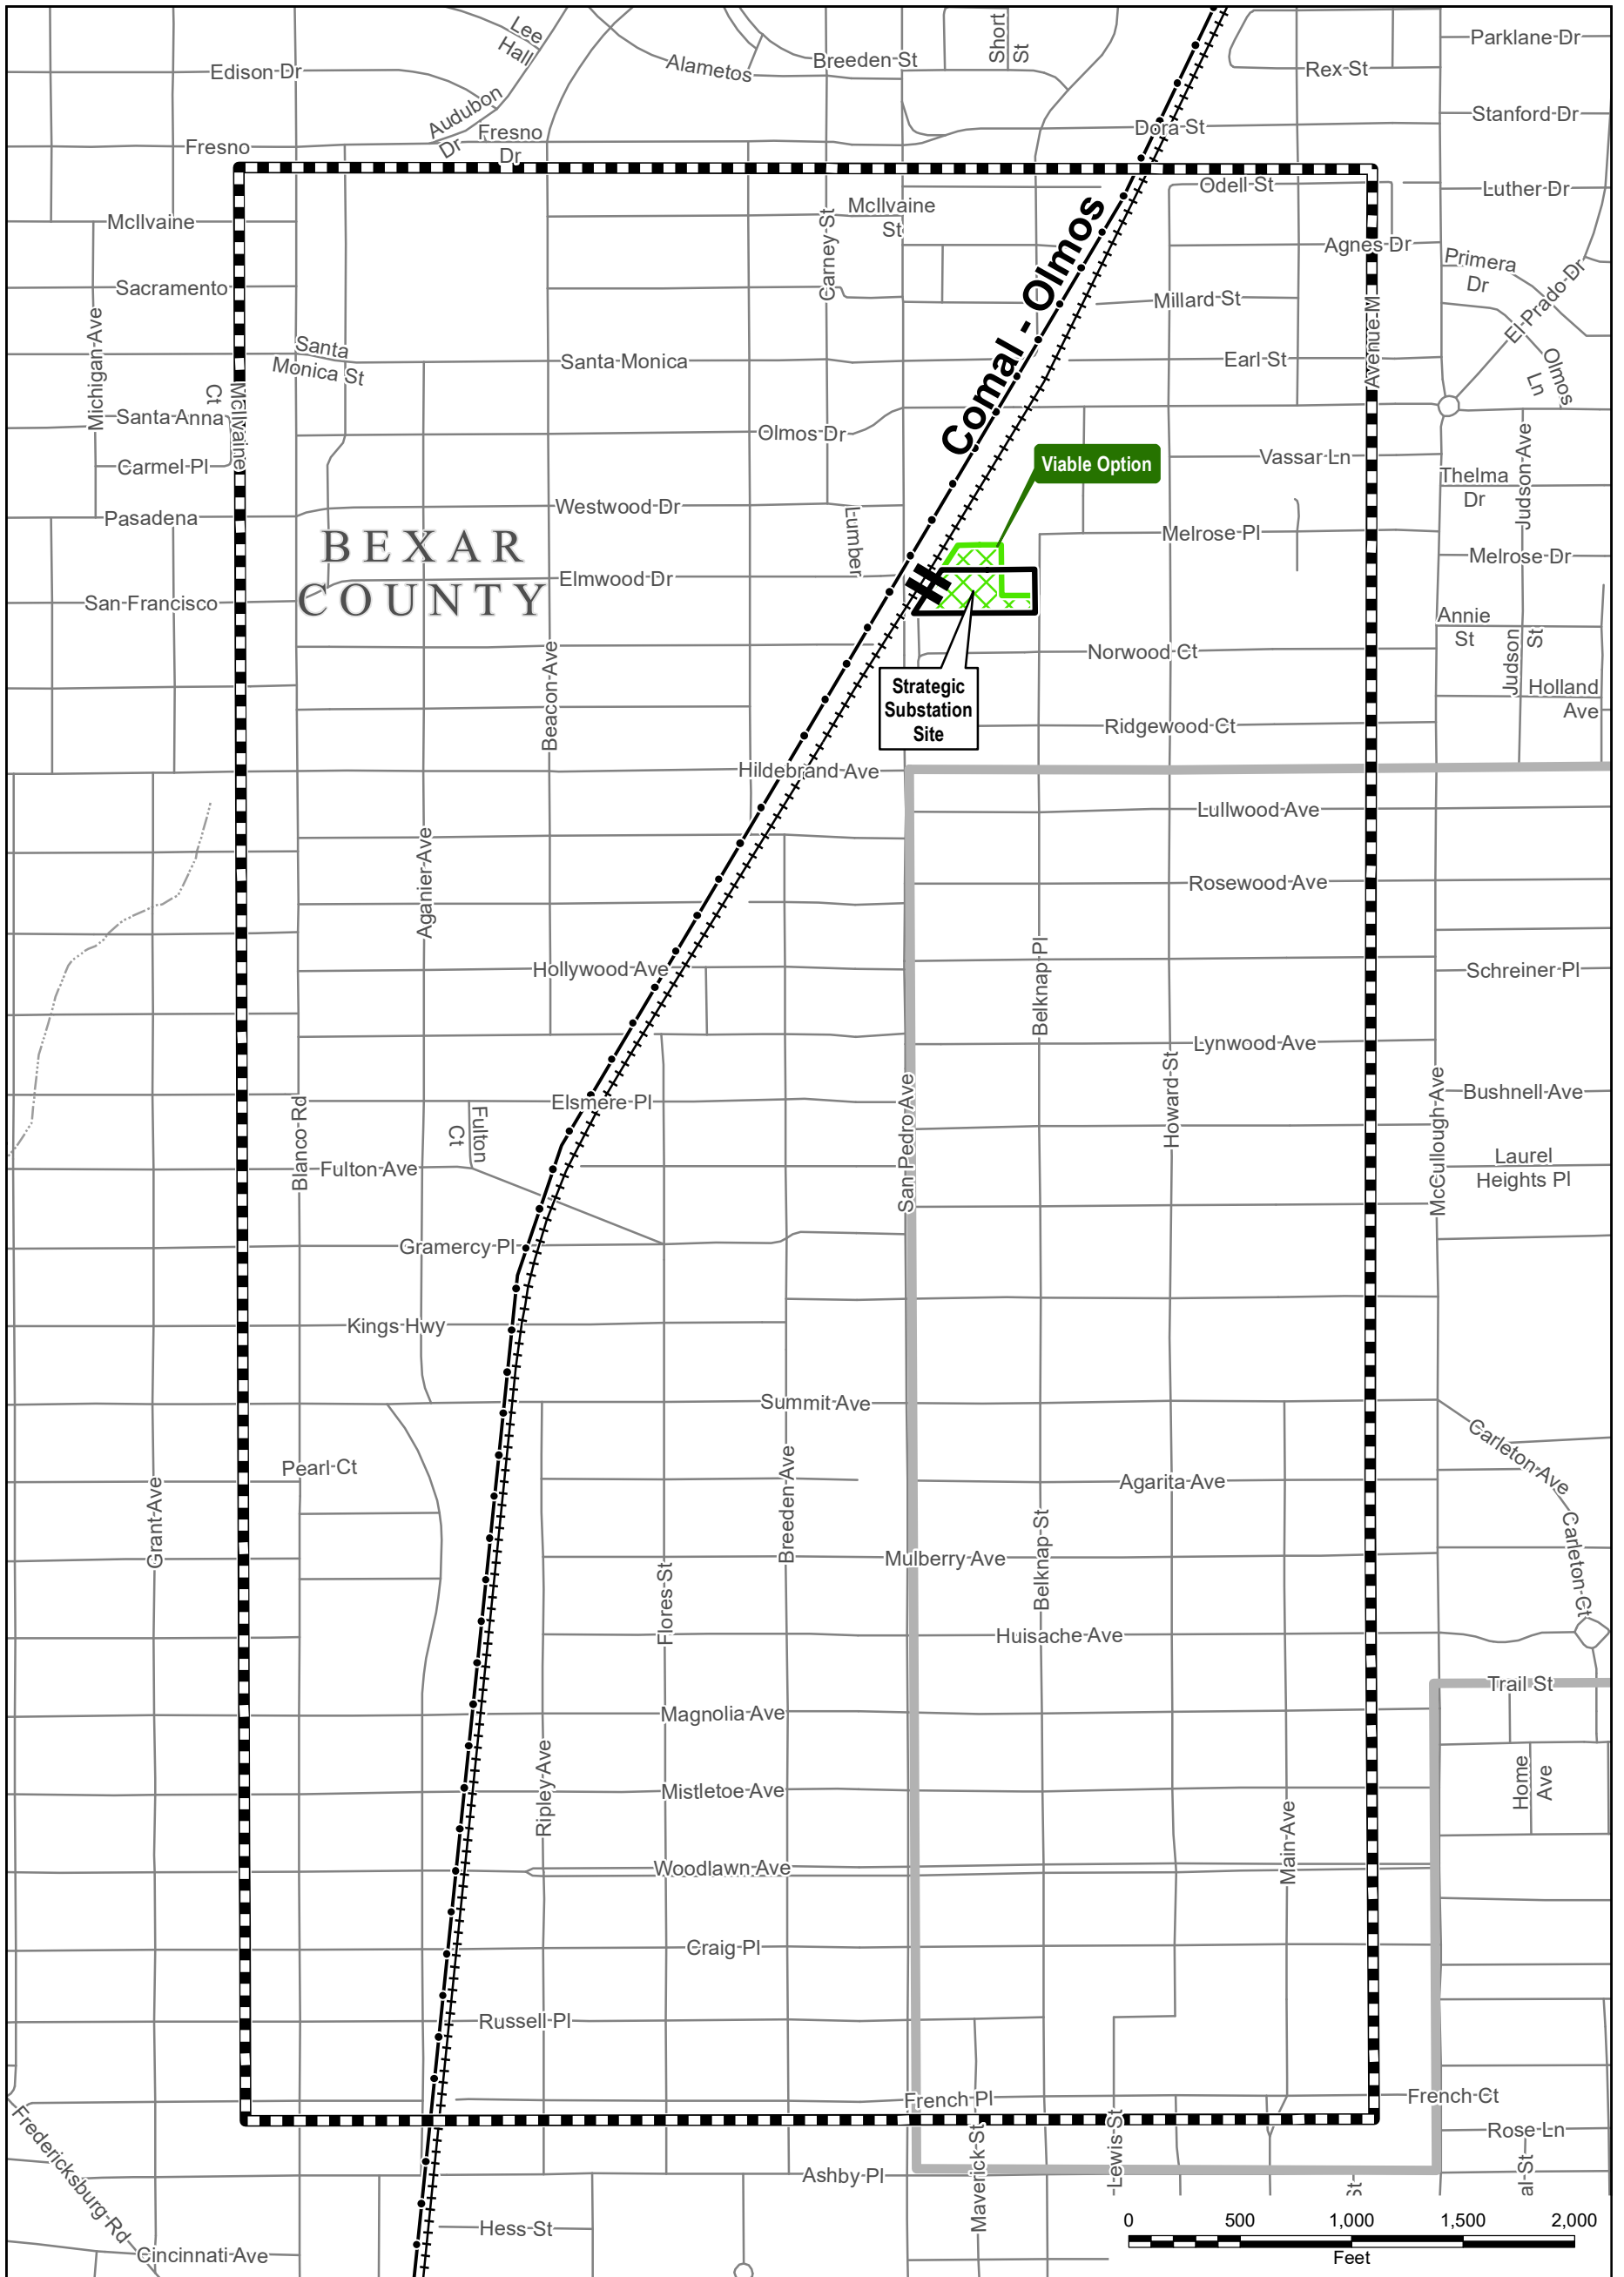 Lee
Hall
Short
St
Parklane Dr
Breeden St
Alametos
Edison Dr
Rex St
Audubon
Dr
Stanford Dr
Fresno
Dr
Dora St
Fresno
Odell St
Luther Dr
McIlvaine
McIlvaine
St
Carney St
Comal - Olmos
Agnes Dr
Primera
Dr
El Prado Dr
Sacramento
Millard St
Avenue M
Michigan Ave
Santa
Monica St
Santa Monica
Earl St
Olmos
Ln
McIlvaine
Ct
Santa Anna
Olmos Dr
Judson Ave
Carmel Pl
Viable Option
Vassar Ln
Thelma
Dr
Pasadena
Westwood Dr
Lumber
Melrose Pl
BEXAR
COUNTY
Melrose Dr
Elmwood Dr
San Francisco
Annie
St
Judson
St
Norwood Ct
Beacon Ave
Strategic
Substation
Site
Holland
Ave
Ridgewood Ct
Hildebrand Ave
Lullwood Ave
Aganier Ave
Rosewood Ave
Hollywood Ave
Belknap Pl
Schreiner Pl
Lynwood Ave
Howard St
San Pedro Ave
McCullough Ave
Blanco Rd
Elsmere Pl
Bushnell Ave
Fulton
Ct
Fulton Ave
Laurel
Heights Pl
Gramercy Pl
Kings Hwy
Summit Ave
Carleton Ave
Pearl Ct
Agarita Ave
Grant Ave
Breeden Ave
Belknap St
Carleton Ct
Mulberry Ave
Flores St
Huisache Ave
Trail St
Magnolia Ave
Home
Ave
Mistletoe Ave
Ripley Ave
Main Ave
Woodlawn Ave
Craig Pl
Russell Pl
French Pl
French Ct
Fredericksburg Rd
Maverick St
Lewis St
Rose Ln
Ashby Pl
St
al St
Hess St
Cincinnati Ave
0 500 1,000 1,500 2,000
Feet